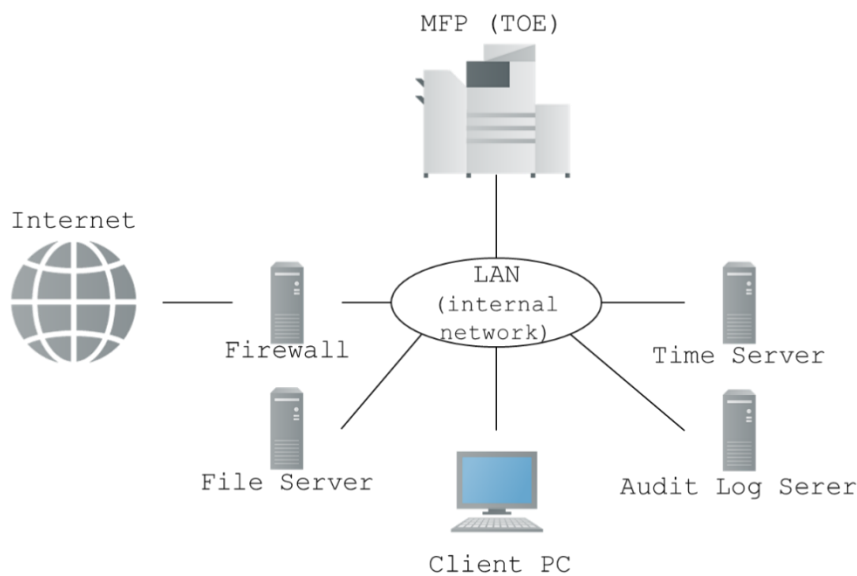 MFP (TOE)
Internet
LAN
(internal
network)
Firewall
Time Server
File Server
Audit Log Serer
Client PC